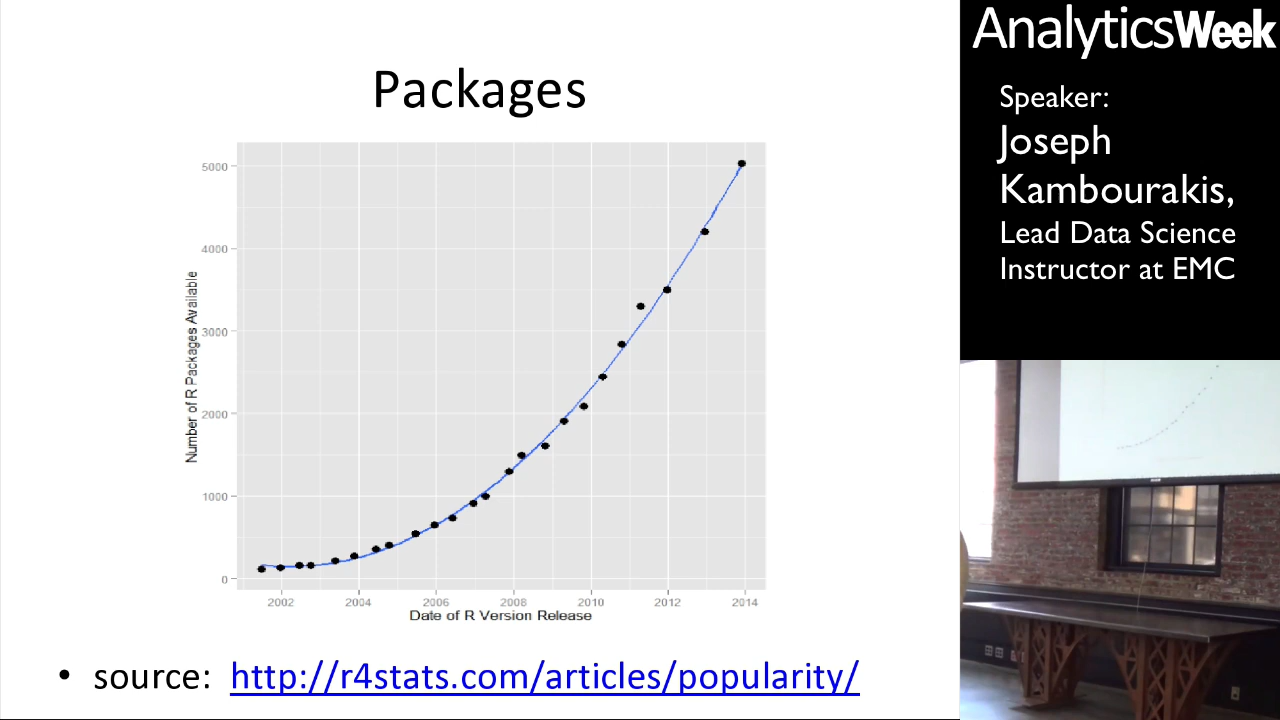 Packages
5000
4000
3000
2000
1000
0
Number of R Packages Available
2002 2004 2006 2008 2010 2012 2014
Date of R Version Release
• source: http://r4stats.com/articles/popularity/
AnalyticsWeek
Speaker:
Joseph
Kambourakis,
Lead Data Science
Instructor at EMC